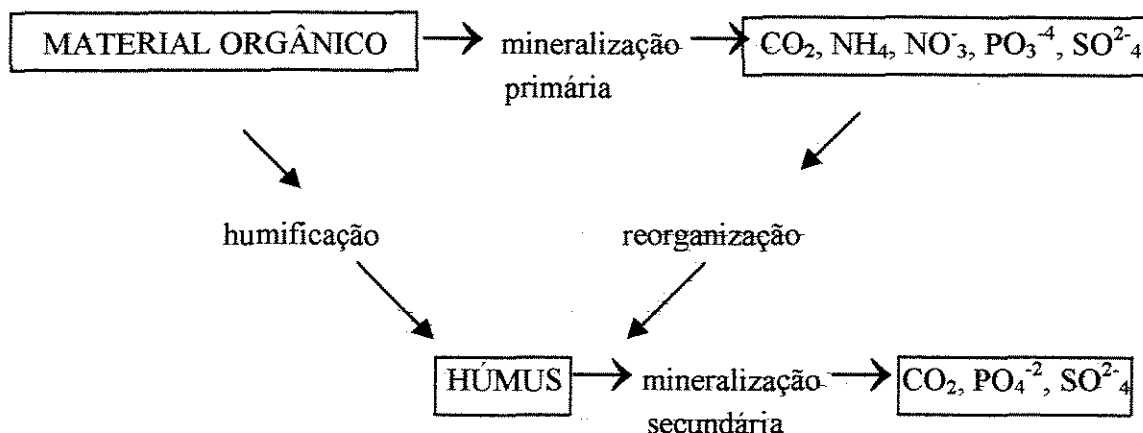 MATERIAL ORGÂNICO → mineralização → CO₂, NH₄, NO⁻₃, PO₃⁻⁴, SO²⁻₄
primária
humificação reorganização
HÚMUS → mineralização → CO₂, PO₄⁻², SO²⁻₄
secundária